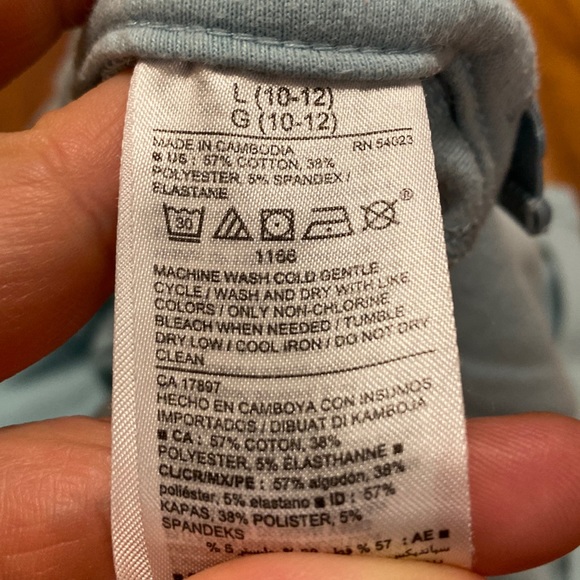 L (10-12)
G (10-12)
MADE IN CAMBODIA RN 54023
■ US : 57% COTTON, 38%
POLYESTER, 5% SPANDEX /
ELASTANE
30
1166
MACHINE WASH COLD GENTLE
CYCLE / WASH AND DRY WITH LIKE
COLORS / ONLY NON-CHLORINE
BLEACH WHEN NEEDED / TUMBLE
DRY LOW / COOL IRON / DO NOT DRY
CLEAN
CA 17897
HECHO EN CAMBOYA CON INSUMOS
IMPORTADOS / DIBUAT DI KAMBOJA
■ CA : 57% COTTON, 38%
POLYESTER, 5% ELASTHANNE ■
CL/CR/MX/PE : 57% algodón, 38%
poliéster, 5% elastano ■ ID : 57%
KAPAS, 38% POLISTER, 5%
SPANDEKS
■ AE : 57 %